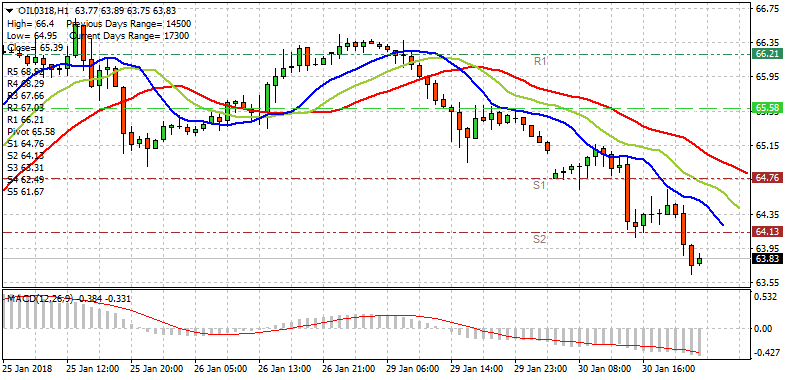 OIL0318,H1 63.77 63.89 63.75 63.83
High= 66.4 Previous Days Range= 14500
Low= 64.95 Current Days Range= 17300
Close= 65.39
R4 68.29
R3 67.66
R2 67.03
R1 66.21
Pivot 65.58
S1 64.76
S2 64.13
S3 63.31
S4 62.49
S5 61.67
R1
S1
S2
66.75
66.35
66.21
65.95
65.58
65.55
65.15
64.76
64.35
64.13
63.95
63.83
63.55
MACD(12,26,9) -0.384 -0.331
0.532
0.00
-0.427
25 Jan 2018
25 Jan 12:00
25 Jan 20:00
26 Jan 05:00
26 Jan 13:00
26 Jan 21:00
29 Jan 06:00
29 Jan 14:00
29 Jan 23:00
30 Jan 08:00
30 Jan 16:00